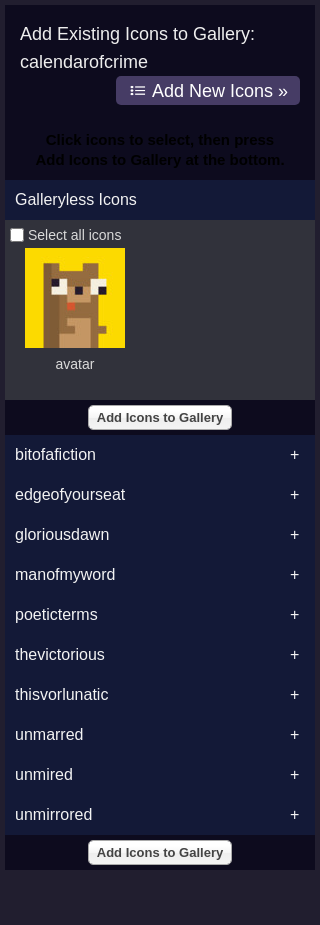 Add Existing Icons to Gallery:
calendarofcrime
Add New Icons »
Click icons to select, then press
Add Icons to Gallery at the bottom.
Galleryless Icons
Select all icons
avatar
Add Icons to Gallery
bitofafiction +
edgeofyourseat +
gloriousdawn +
manofmyword +
poeticterms +
thevictorious +
thisvorlunatic +
unmarred +
unmired +
unmirrored +
Add Icons to Gallery